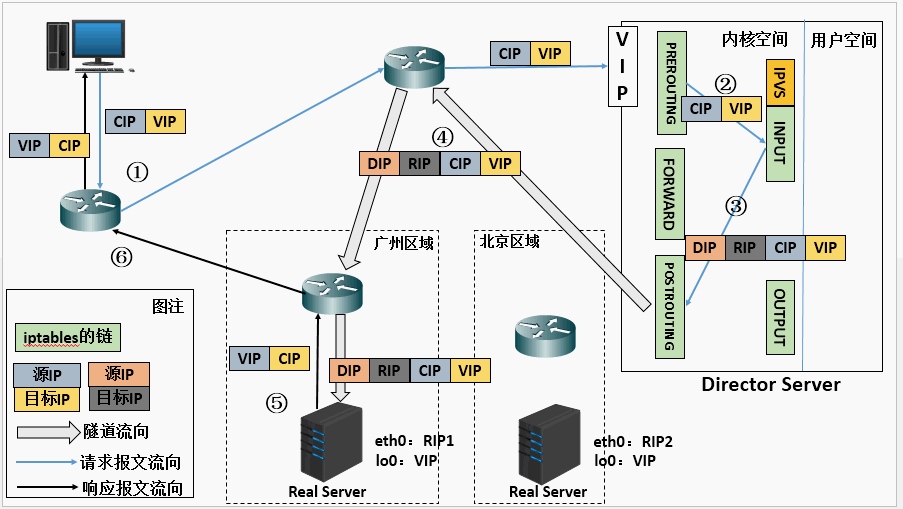 CIP VIP
V
I
P
内核空间
用户空间
PREROUTING
②
IPVS
CIP VIP
INPUT
CIP VIP
VIP CIP
①
④
DIP RIP CIP VIP
FORWARD
③
⑥
广州区域
北京区域
DIP RIP CIP VIP
POSTROUTING
OUTPUT
Director Server
图注
iptables的链
源IP
目标IP
源IP
目标IP
隧道流向
请求报文流向
响应报文流向
VIP CIP
DIP RIP CIP VIP
⑤
eth0：RIP1
lo0：VIP
Real Server
eth0：RIP2
lo0：VIP
Real Server